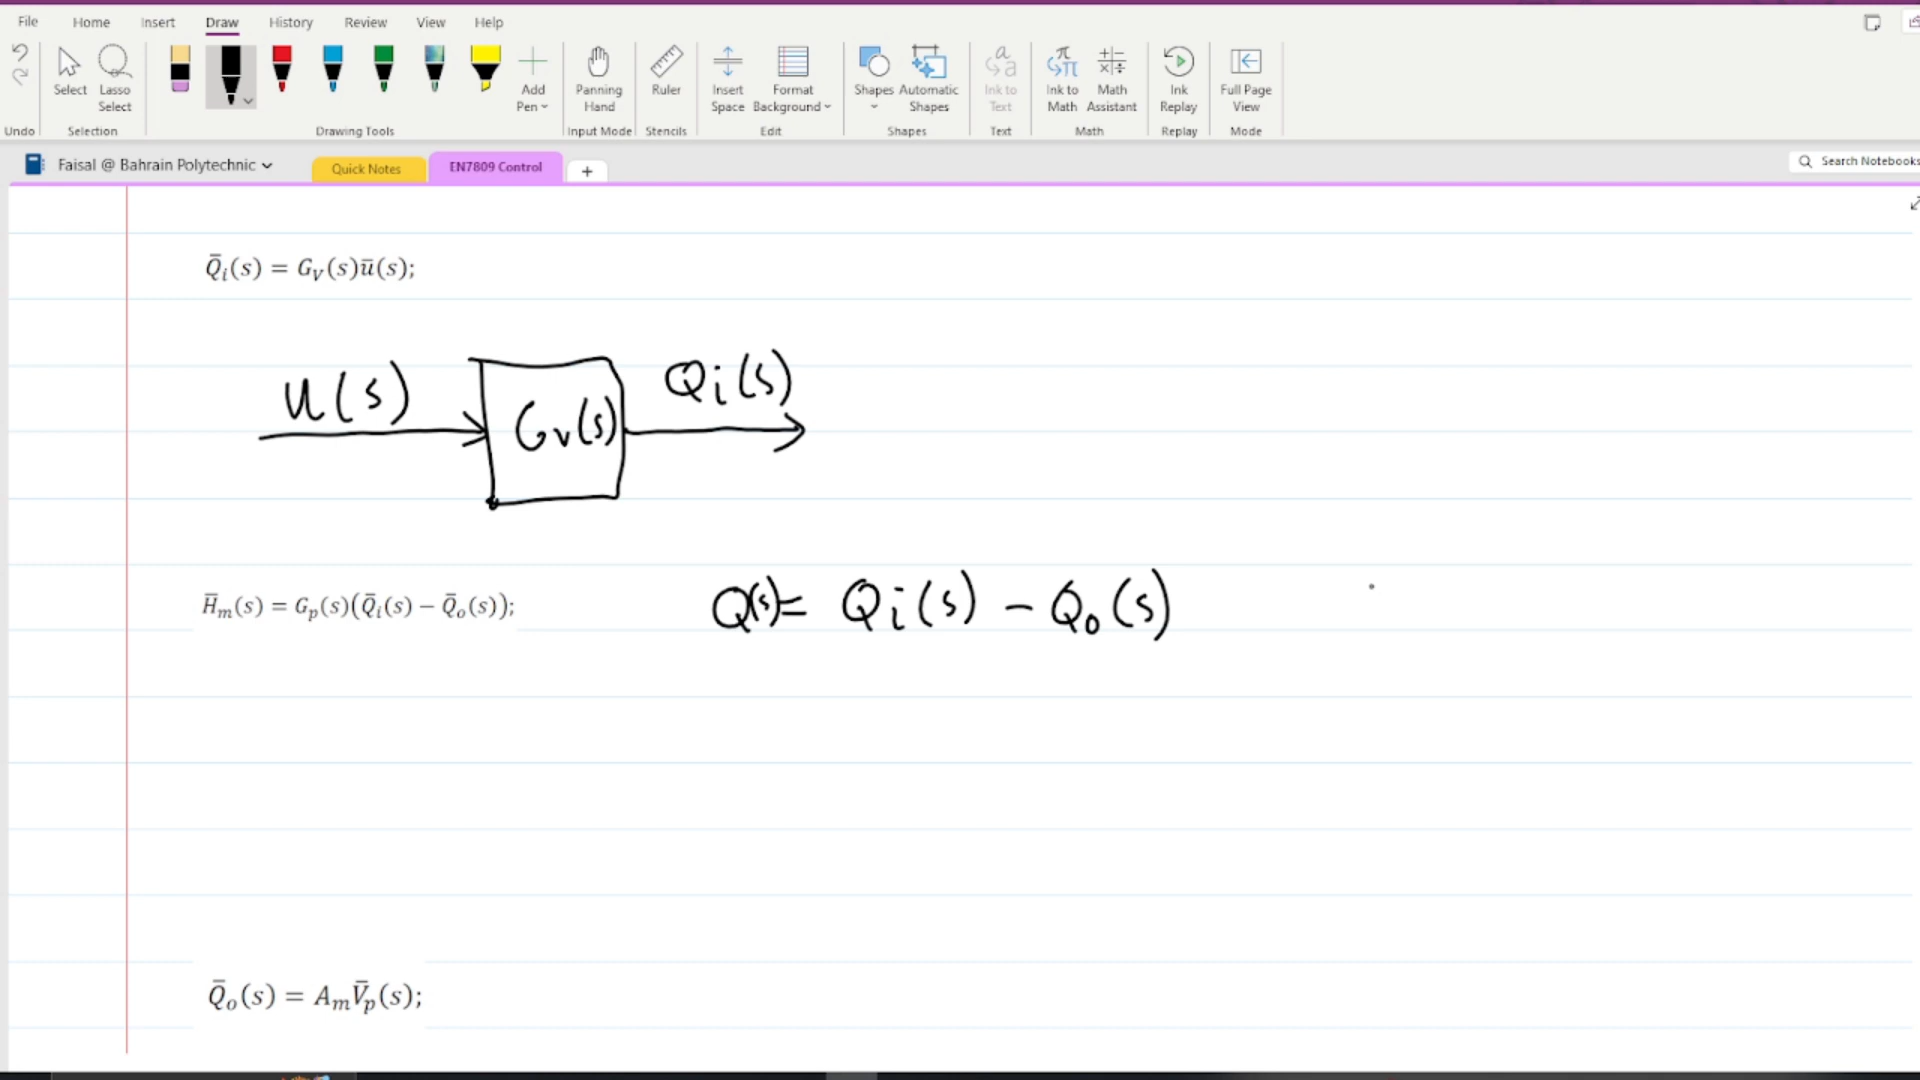 File Home Insert Draw History Review View Help
Select Lasso Select Add Pen Panning Hand Ruler Insert Space Format Background Shapes Automatic Shapes Ink to Text Ink to Math Math Assistant Ink Replay Full Page View
Undo Selection Drawing Tools Input Mode Stencils Edit Shapes Text Math Replay Mode
Faisal @ Bahrain Polytechnic Quick Notes EN7809 Control + Search Notebooks
Q̄ᵢ(s) = G_V(s)ū(s);
U(s) Gv(s) Qi(s)
H̄ₘ(s) = Gₚ(s)(Q̄ᵢ(s) − Q̄ₒ(s)); Q(s)= Qi(s) − Qo(s)
Q̄ₒ(s) = AₘV̄ₚ(s);